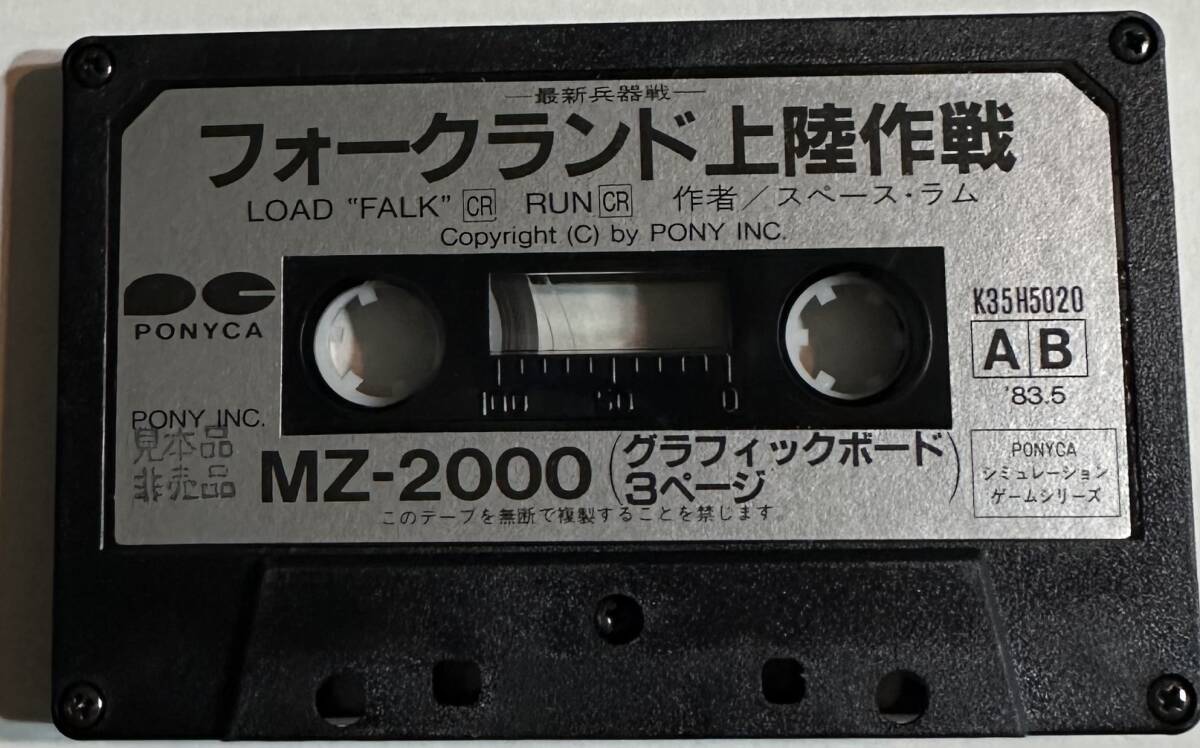 ―最新兵器戦―
フォークランド上陸作戦
LOAD "FALK" CR RUN CR 作者/スペース・ラム
Copyright (C) by PONY INC.
PONYCA
K35H5020
A B
'83.5
100 50 0
PONY INC.
見本品
非売品
MZ-2000 (グラフィックボード
3ページ)
PONYCA
シミュレーション
ゲームシリーズ
このテープを無断で複製することを禁じます